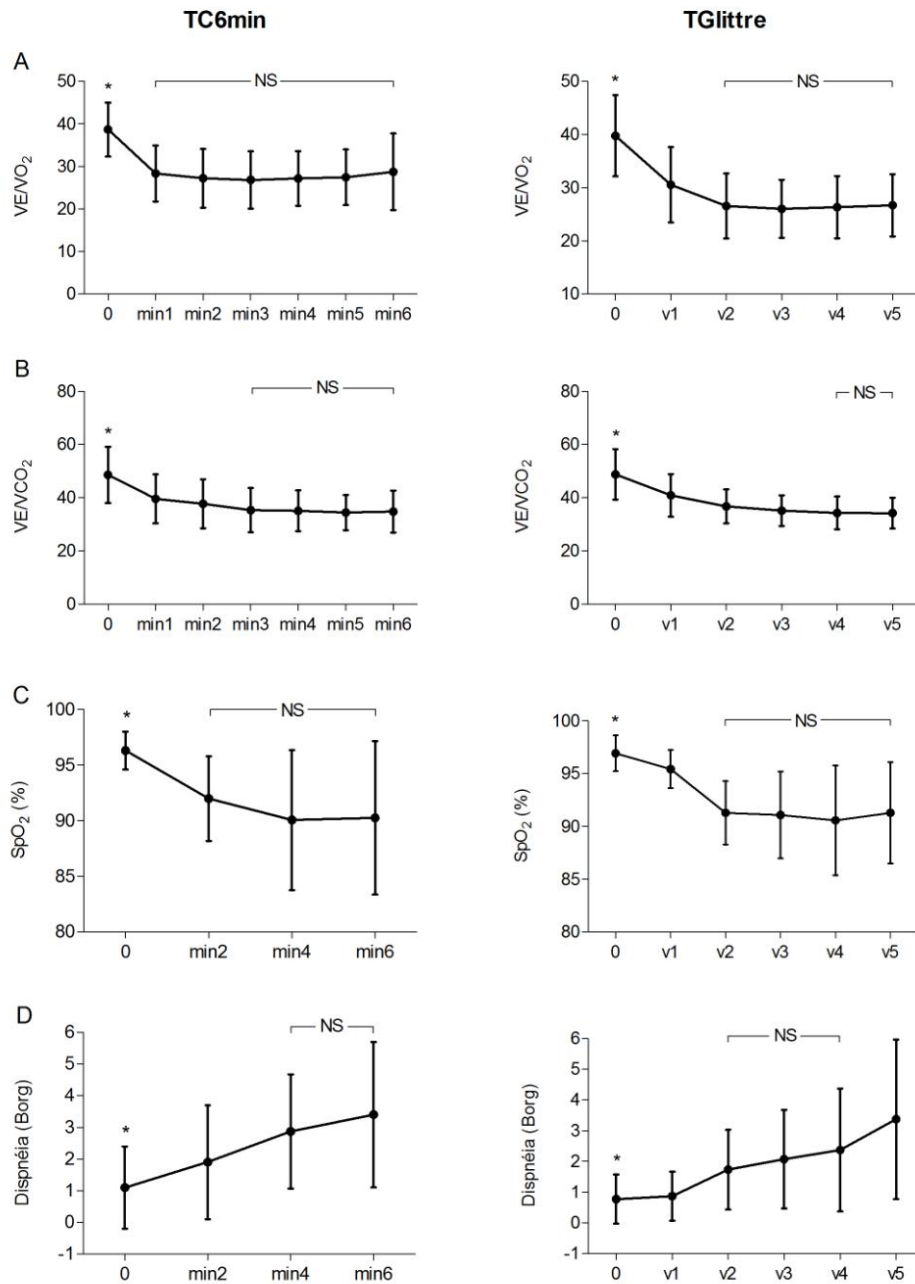 TC6min
TGlittre
A
50
40
30
20
10
0
VE/VO2
*
NS
0 min1 min2 min3 min4 min5 min6
50
40
30
20
10
VE/VO2
*
NS
0 v1 v2 v3 v4 v5
B
80
60
40
20
0
VE/VCO2
*
NS
0 min1 min2 min3 min4 min5 min6
80
60
40
20
0
VE/VCO2
*
NS
0 v1 v2 v3 v4 v5
C
100
95
90
85
80
SpO2 (%)
*
NS
0 min2 min4 min6
100
95
90
85
80
SpO2 (%)
*
NS
0 v1 v2 v3 v4 v5
D
6
5
4
3
2
1
0
-1
Dispnéia (Borg)
*
NS
0 min2 min4 min6
6
5
4
3
2
1
0
-1
Dispnéia (Borg)
*
NS
0 v1 v2 v3 v4 v5